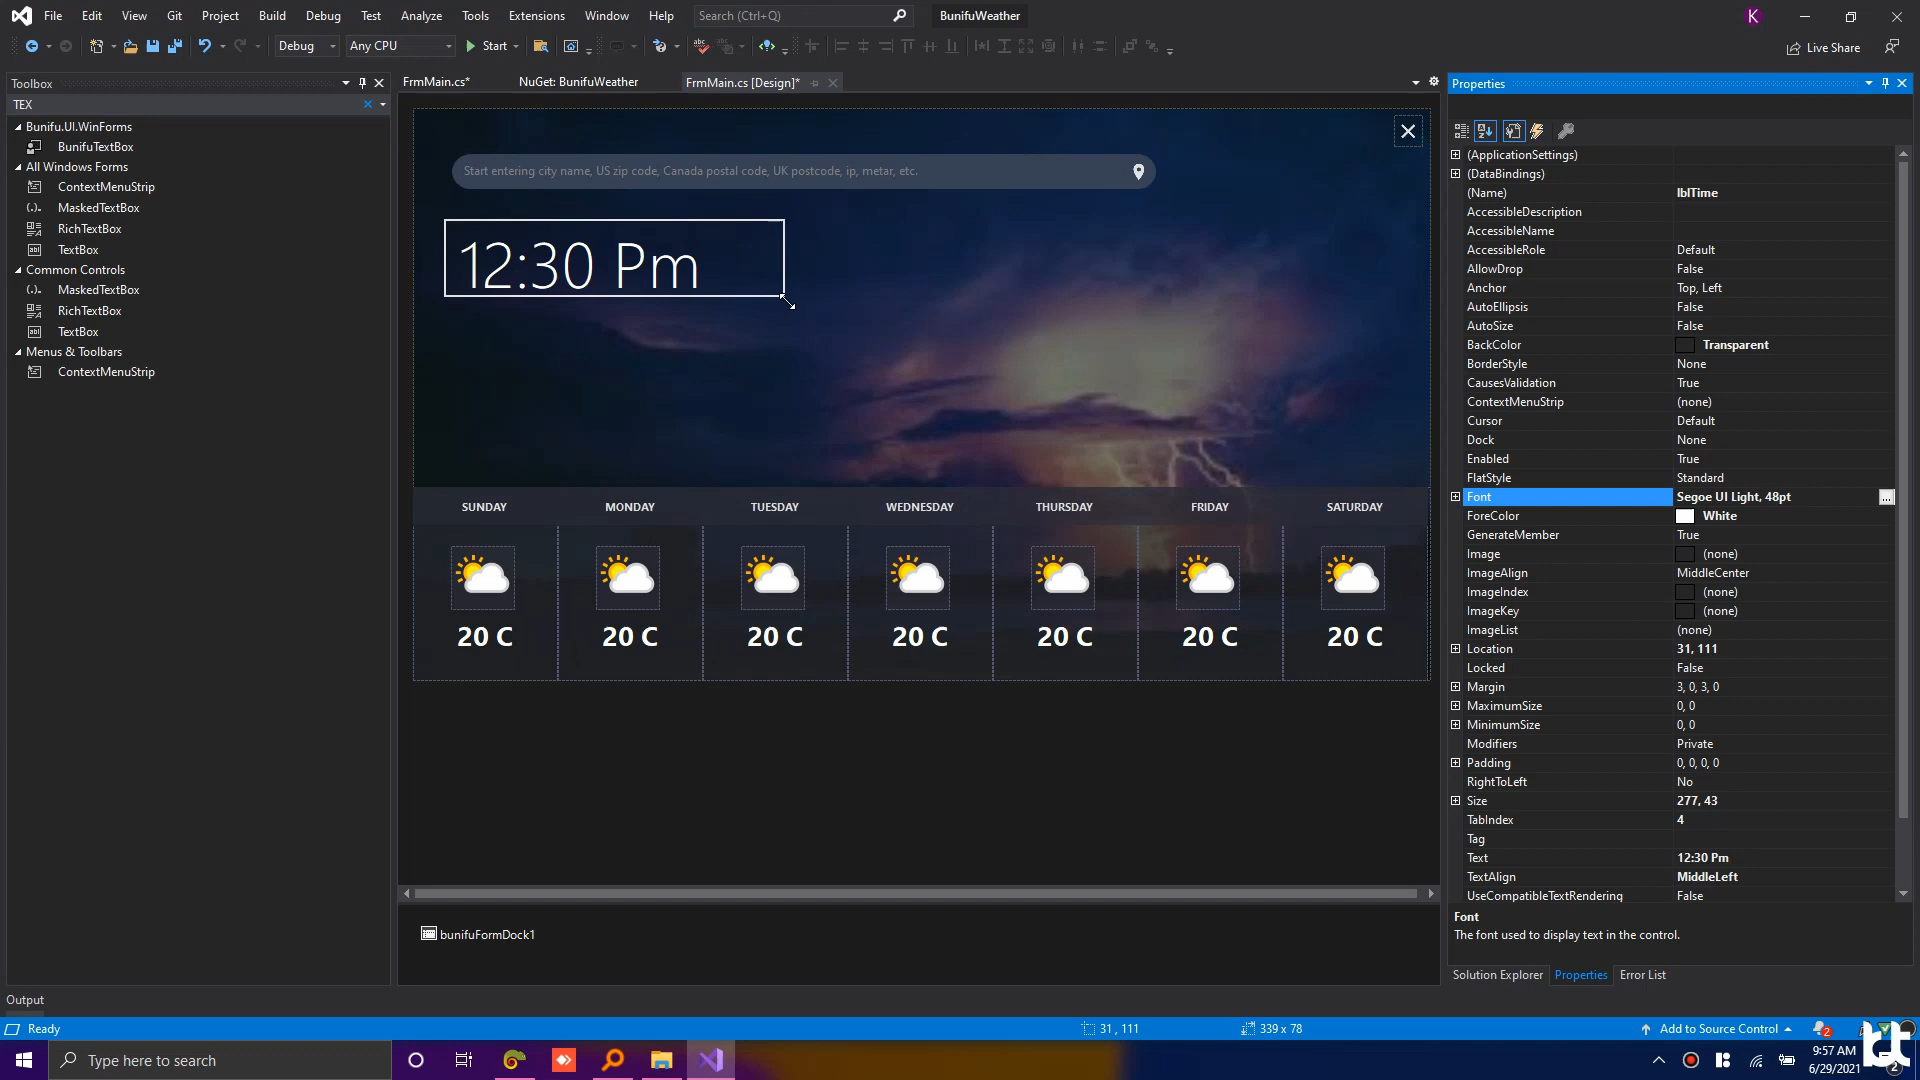 File Edit View Git Project Build Debug Test Analyze Tools Extensions Window Help Search (Ctrl+Q) BunifuWeather K
Debug Any CPU Start Live Share
Toolbox
TEX
Bunifu.UI.WinForms
BunifuTextBox
All Windows Forms
ContextMenuStrip
MaskedTextBox
RichTextBox
TextBox
Common Controls
MaskedTextBox
RichTextBox
TextBox
Menus & Toolbars
ContextMenuStrip
FrmMain.cs* NuGet: BunifuWeather FrmMain.cs [Design]*
Start entering city name, US zip code, Canada postal code, UK postcode, ip, metar, etc.
12:30 Pm
SUNDAY MONDAY TUESDAY WEDNESDAY THURSDAY FRIDAY SATURDAY
20 C 20 C 20 C 20 C 20 C 20 C 20 C
bunifuFormDock1
Properties
(ApplicationSettings)
(DataBindings)
(Name) lblTime
AccessibleDescription
AccessibleName
AccessibleRole Default
AllowDrop False
Anchor Top, Left
AutoEllipsis False
AutoSize False
BackColor Transparent
BorderStyle None
CausesValidation True
ContextMenuStrip (none)
Cursor Default
Dock None
Enabled True
FlatStyle Standard
Font Segoe UI Light, 48pt ...
ForeColor White
GenerateMember True
Image (none)
ImageAlign MiddleCenter
ImageIndex (none)
ImageKey (none)
ImageList (none)
Location 31, 111
Locked False
Margin 3, 0, 3, 0
MaximumSize 0, 0
MinimumSize 0, 0
Modifiers Private
Padding 0, 0, 0, 0
RightToLeft No
Size 277, 43
TabIndex 4
Tag
Text 12:30 Pm
TextAlign MiddleLeft
UseCompatibleTextRendering False
Font
The font used to display text in the control.
Solution Explorer Properties Error List
Output
Ready 31 , 111 339 x 78 Add to Source Control 2
Type here to search 9:57 AM
6/29/2021 2